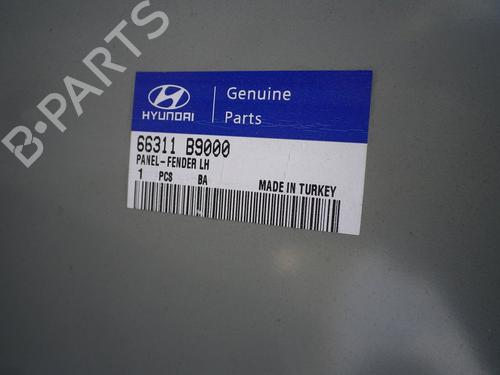 B·PARTS
HYUNDAI
Genuine
Parts
66311 B9000
PANEL-FENDER LH
1 PCS BA
MADE IN TURKEY